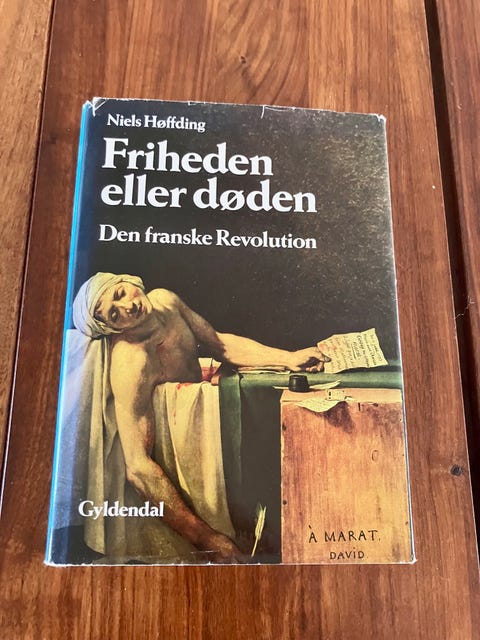 Niels Høffding
Friheden
eller døden
Den franske Revolution
Gyldendal
À MARAT.
DAVID